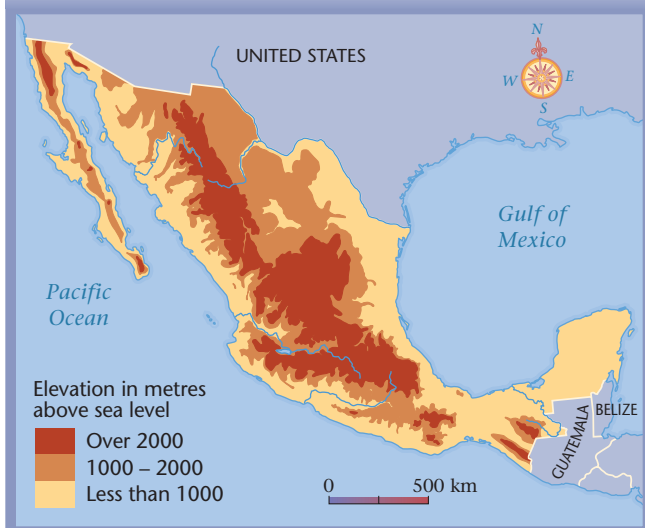 UNITED STATES
N
W
E
S
Gulf of
Mexico
Pacific
Ocean
Elevation in metres
above sea level
Over 2000
1000 – 2000
Less than 1000
0
500 km
GUATEMALA
BELIZE